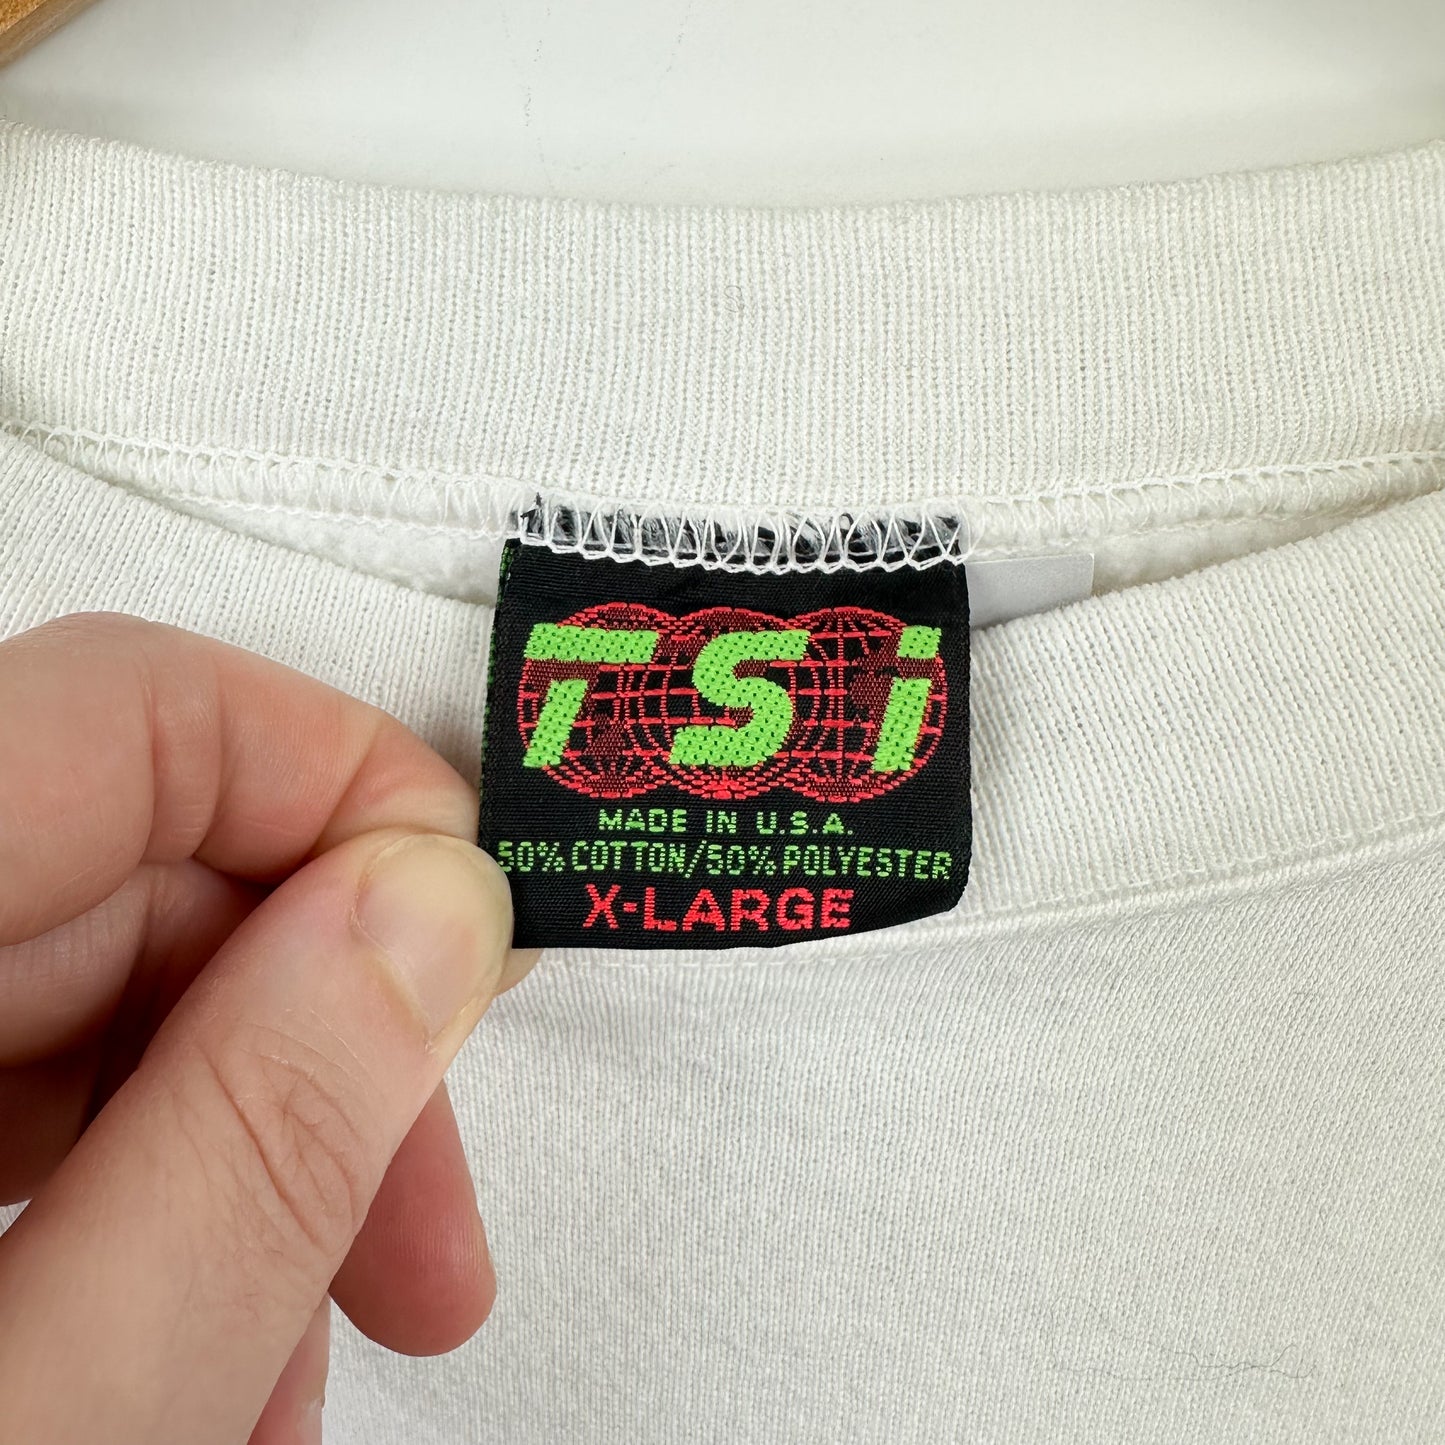 TSi
MADE IN U.S.A.
50% COTTON/50% POLYESTER
X-LARGE